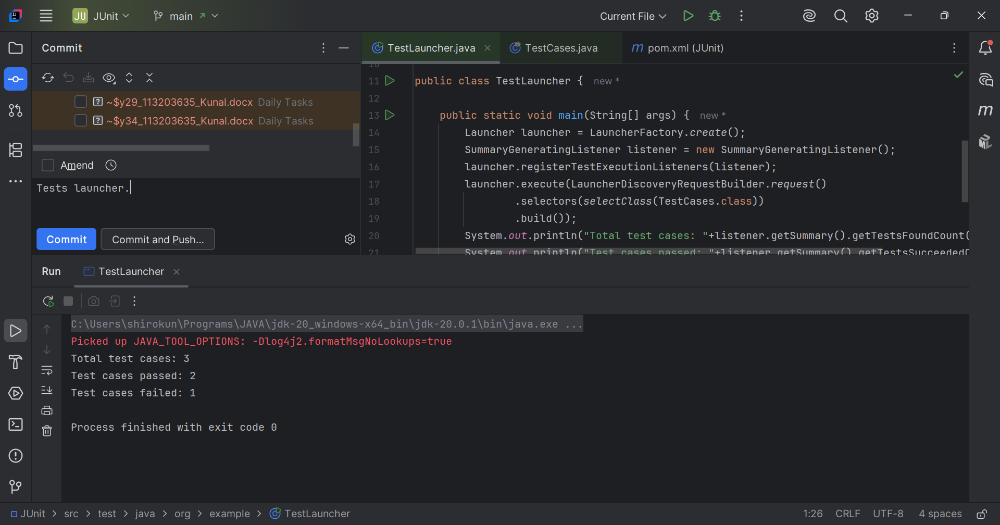 JU JUnit main Current File
Commit
~$y29_113203635_Kunal.docx Daily Tasks
~$y34_113203635_Kunal.docx Daily Tasks
Amend
Tests launcher.
Commit Commit and Push...
TestLauncher.java TestCases.java m pom.xml (JUnit)
10
11 public class TestLauncher { new *
12
13 public static void main(String[] args) { new *
14 Launcher launcher = LauncherFactory.create();
15 SummaryGeneratingListener listener = new SummaryGeneratingListener();
16 launcher.registerTestExecutionListeners(listener);
17 launcher.execute(LauncherDiscoveryRequestBuilder.request()
18 .selectors(selectClass(TestCases.class))
19 .build());
20 System.out.println("Total test cases: "+listener.getSummary().getTestsFoundCount(
21 System.out.println("Test cases passed: "+listener.getSummary().getTestsSucceededC
Run TestLauncher
C:\Users\shirokun\Programs\JAVA\jdk-20_windows-x64_bin\jdk-20.0.1\bin\java.exe ...
Picked up JAVA_TOOL_OPTIONS: -Dlog4j2.formatMsgNoLookups=true
Total test cases: 3
Test cases passed: 2
Test cases failed: 1
Process finished with exit code 0
m
UML
JUnit > src > test > java > org > example > TestLauncher
1:26 CRLF UTF-8 4 spaces